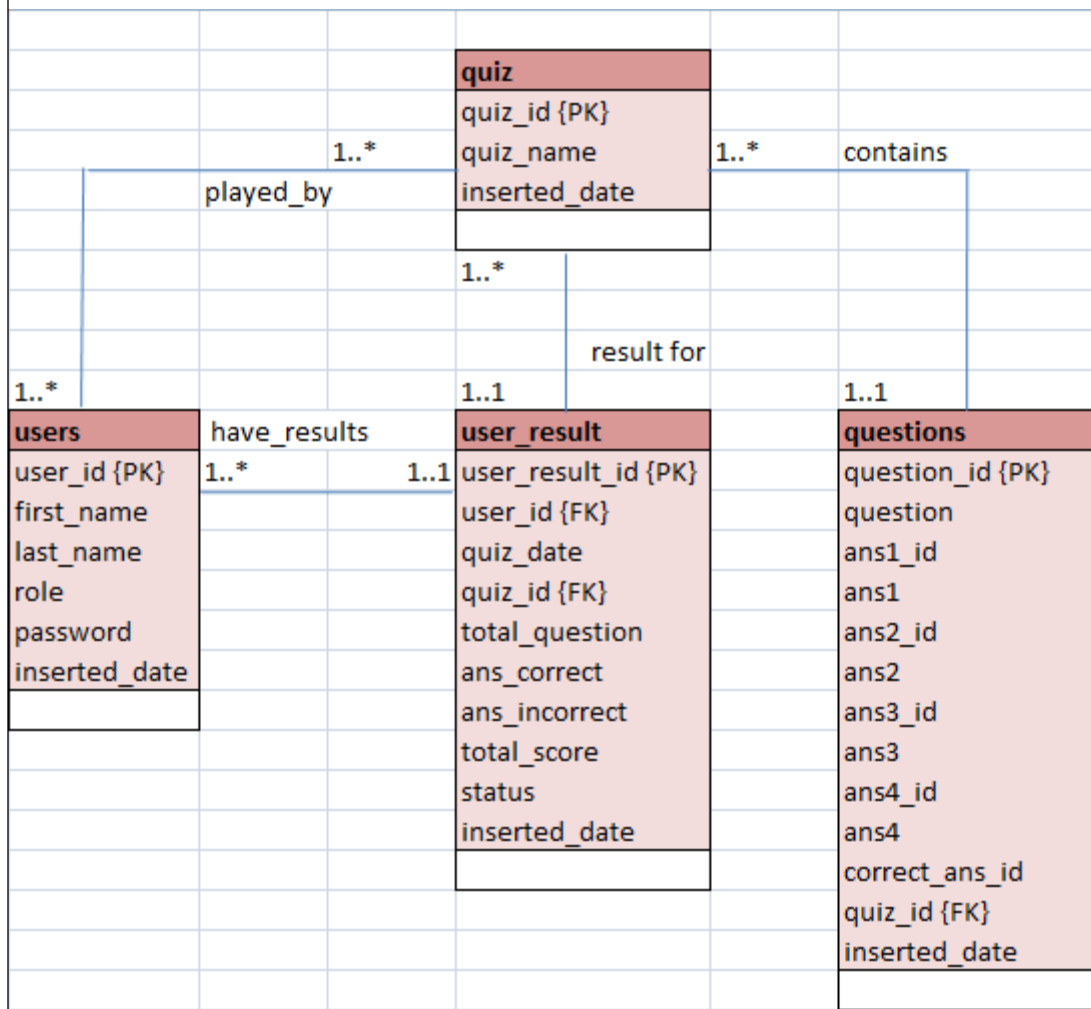 quiz
quiz_id {PK}
1..* quiz_name 1..* contains
played_by inserted_date
1..*
result for
1..* 1..1 1..1
users have_results user_result questions
user_id {PK} 1..* 1..1 user_result_id {PK} question_id {PK}
first_name user_id {FK} question
last_name quiz_date ans1_id
role quiz_id {FK} ans1
password total_question ans2_id
inserted_date ans_correct ans2
ans_incorrect ans3_id
total_score ans3
status ans4_id
inserted_date ans4
correct_ans_id
quiz_id {FK}
inserted_date